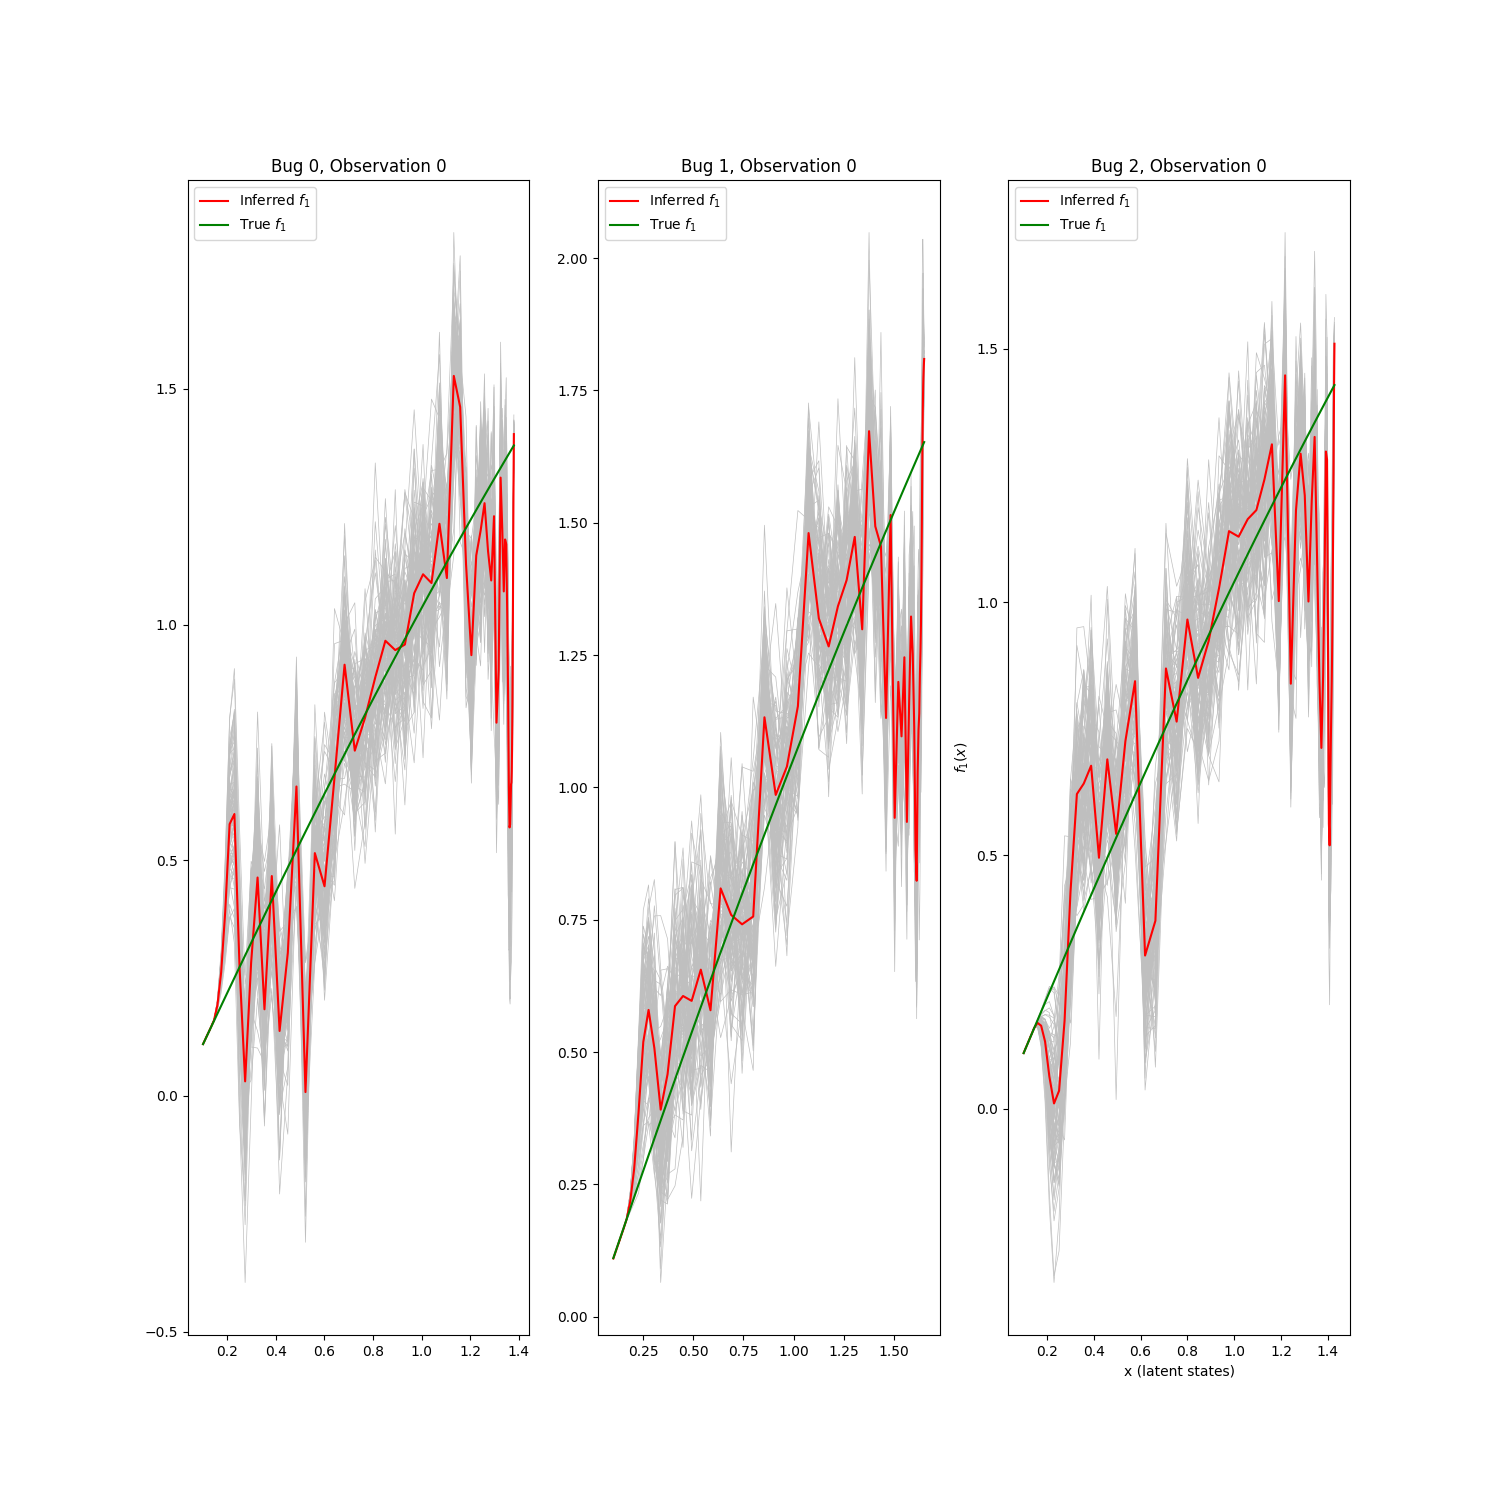 Bug 0, Observation 0
Inferred f₁
True f₁
1.5
1.0
0.5
0.0
−0.5
0.2 0.4 0.6 0.8 1.0 1.2 1.4
Bug 1, Observation 0
Inferred f₁
True f₁
2.00
1.75
1.50
1.25
1.00
0.75
0.50
0.25
0.00
0.25 0.50 0.75 1.00 1.25 1.50
Bug 2, Observation 0
Inferred f₁
True f₁
f₁(x)
1.5
1.0
0.5
0.0
0.2 0.4 0.6 0.8 1.0 1.2 1.4
x (latent states)